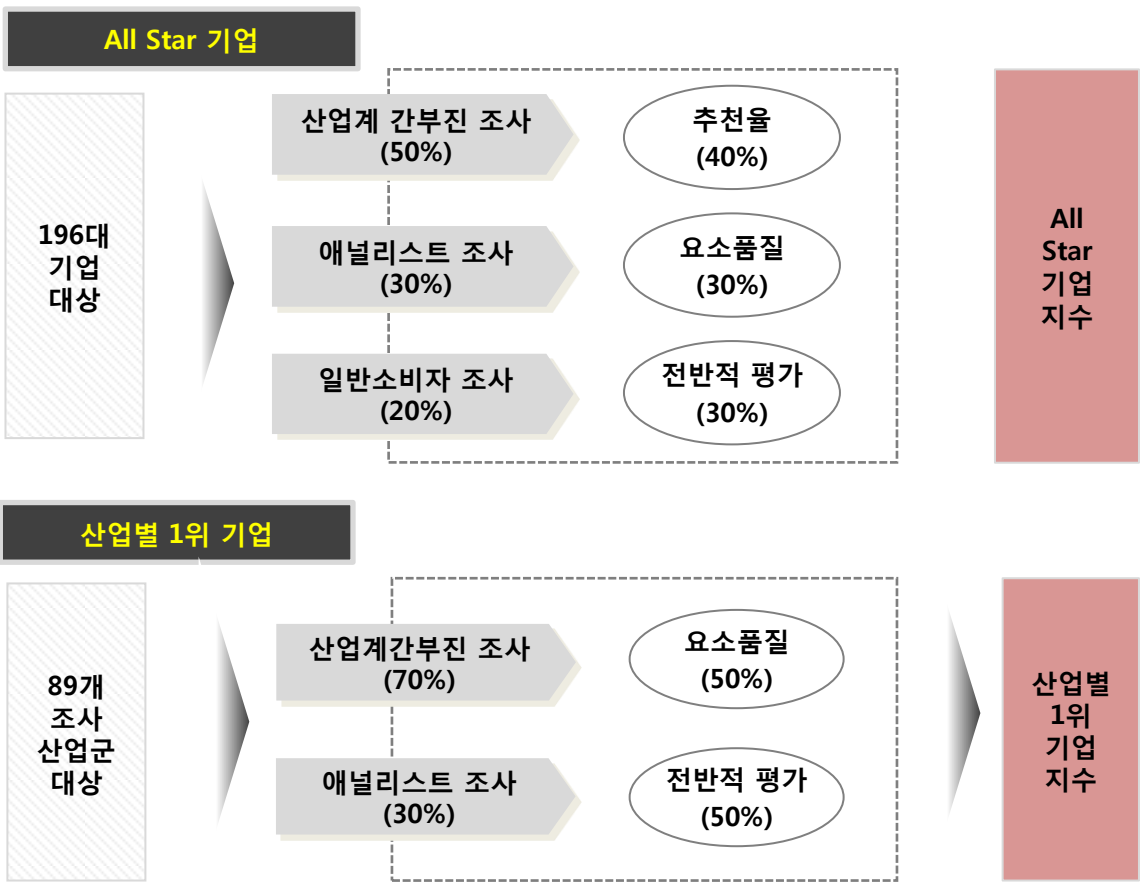 All Star 기업
196대
기업
대상
산업계 간부진 조사
(50%)
추천율
(40%)
애널리스트 조사
(30%)
요소품질
(30%)
일반소비자 조사
(20%)
전반적 평가
(30%)
All
Star
기업
지수
산업별 1위 기업
89개
조사
산업군
대상
산업계간부진 조사
(70%)
요소품질
(50%)
애널리스트 조사
(30%)
전반적 평가
(50%)
산업별
1위
기업
지수